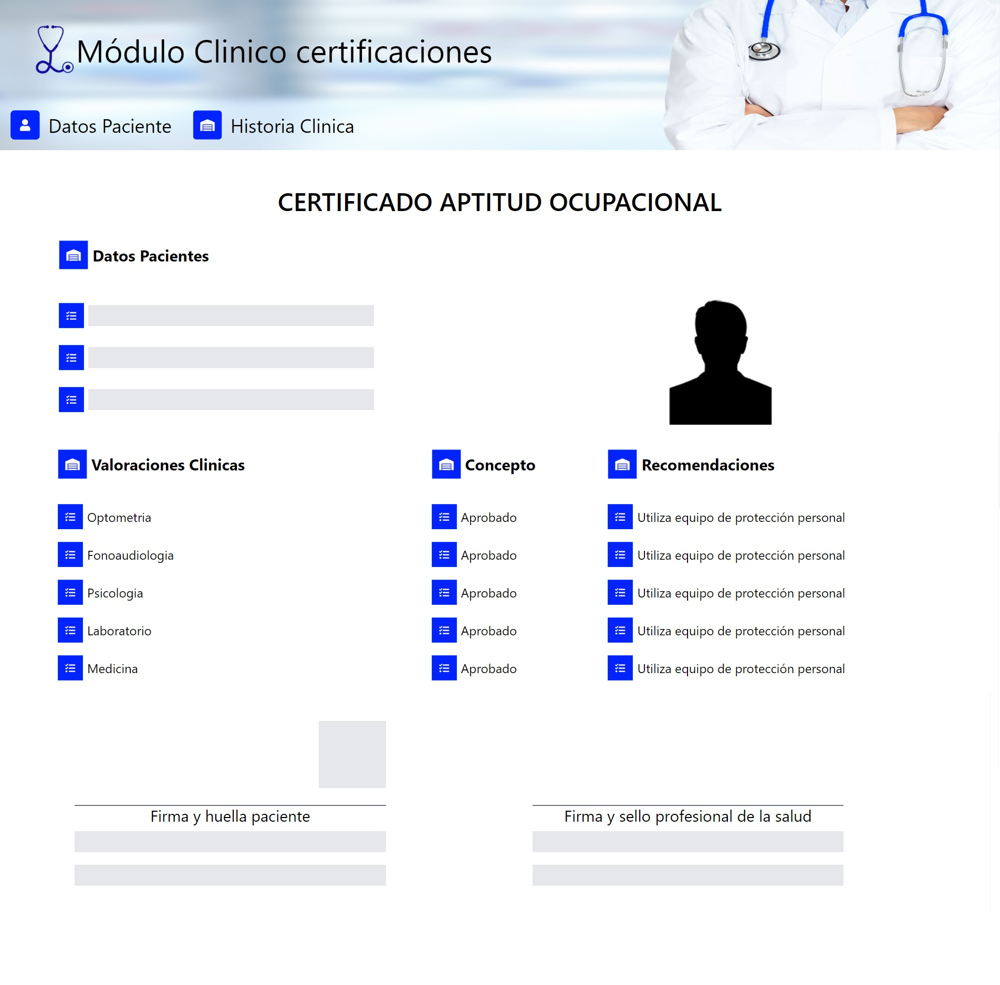 Módulo Clinico certificaciones
Datos Paciente Historia Clinica
CERTIFICADO APTITUD OCUPACIONAL
Datos Pacientes
Valoraciones Clinicas Concepto Recomendaciones
Optometria Aprobado Utiliza equipo de protección personal
Fonoaudiologia Aprobado Utiliza equipo de protección personal
Psicologia Aprobado Utiliza equipo de protección personal
Laboratorio Aprobado Utiliza equipo de protección personal
Medicina Aprobado Utiliza equipo de protección personal
Firma y huella paciente Firma y sello profesional de la salud